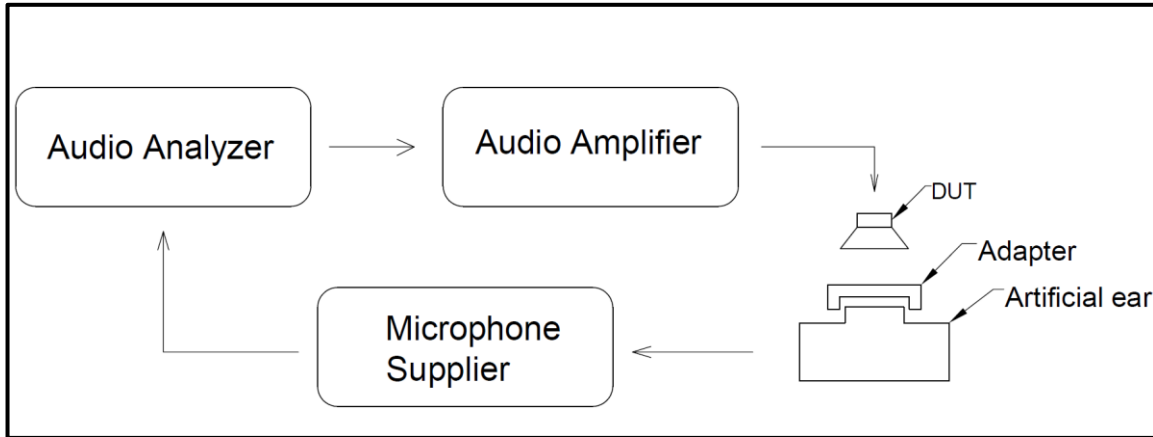 Audio Analyzer
Audio Amplifier
DUT
Adapter
Artificial ear
Microphone
Supplier